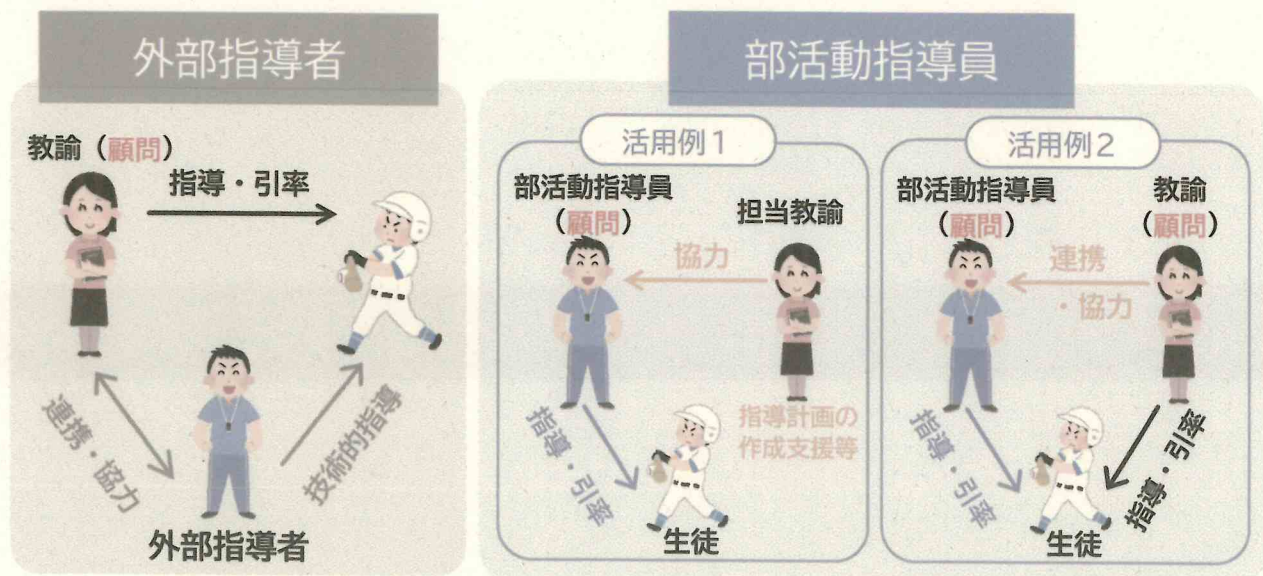 外部指導者
教諭（顧問）
指導・引率
連携・協力
技術的指導
外部指導者
部活動指導員
活用例１
部活動指導員
（顧問）
担当教諭
協力
指導・引率
指導計画の
作成支援等
生徒
活用例２
部活動指導員
（顧問）
教諭
（顧問）
連携
・協力
指導・引率
指導・引率
生徒